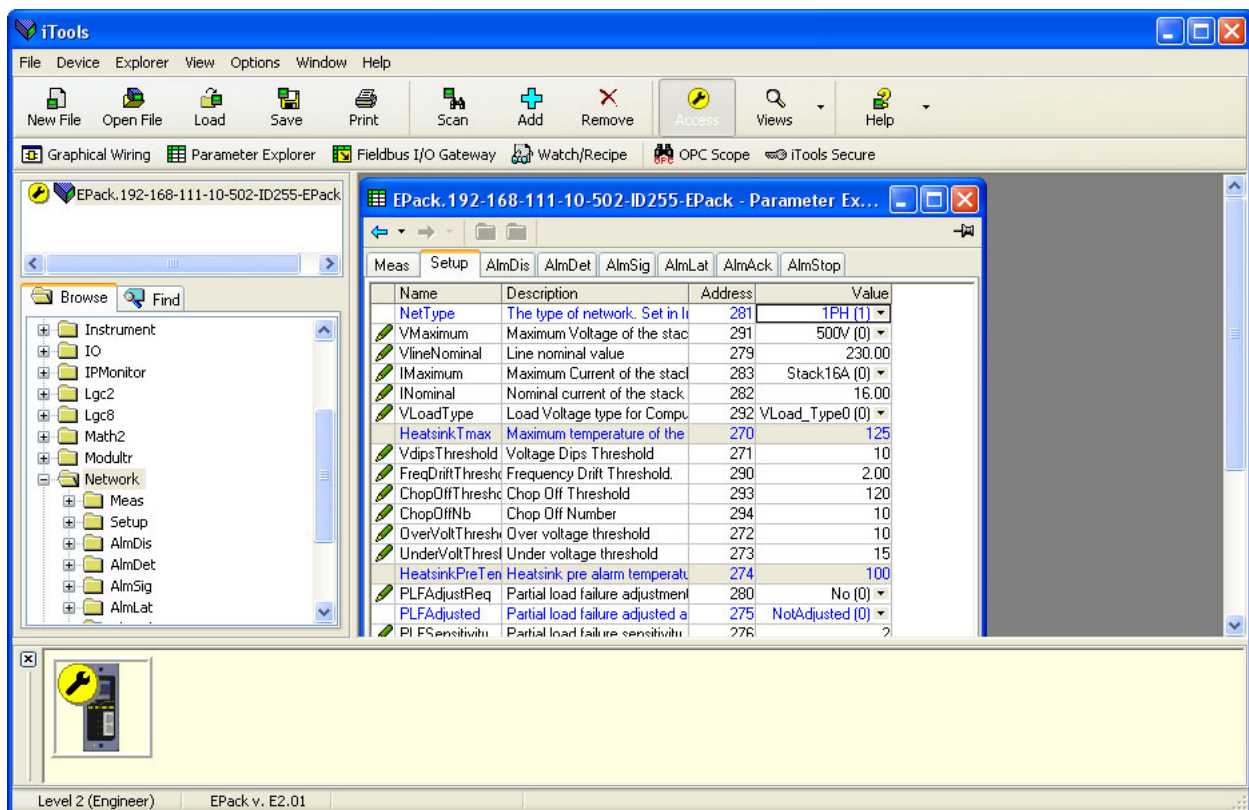 iTools
File Device Explorer View Options Window Help
New File Open File Load Save Print Scan Add Remove Access Views Help
Graphical Wiring Parameter Explorer Fieldbus I/O Gateway Watch/Recipe OPC Scope iTools Secure
EPack.192-168-111-10-502-ID255-EPack
Browse Find
Instrument
IO
IPMonitor
Lgc2
Lgc8
Math2
Modultr
Network
Meas
Setup
AlmDis
AlmDet
AlmSig
AlmLat
EPack.192-168-111-10-502-ID255-EPack - Parameter Ex...
Meas Setup AlmDis AlmDet AlmSig AlmLat AlmAck AlmStop
Name Description Address Value
NetType The type of network. Set in I 281 1PH (1)
VMaximum Maximum Voltage of the stac 291 500V (0)
VlineNominal Line nominal value 279 230.00
IMaximum Maximum Current of the stacl 283 Stack16A (0)
INominal Nominal current of the stack 282 16.00
VLoadType Load Voltage type for Compu 292 VLoad_Type0 (0)
HeatsinkTmax Maximum temperature of the 270 125
VdipsThreshold Voltage Dips Threshold 271 10
FreqDriftThresh Frequency Drift Threshold. 290 2.00
ChopOffThresh Chop Off Threshold 293 120
ChopOffNb Chop Off Number 294 10
OverVoltThresh Over voltage threshold 272 10
UnderVoltThres Under voltage threshold 273 15
HeatsinkPreTen Heatsink pre alarm temperatu 274 100
PLFAdjustReq Partial load failure adjustment 280 No (0)
PLFAdjusted Partial load failure adjusted a 275 NotAdjusted (0)
PLFSensitivity Partial load failure sensitivity 276 2
Level 2 (Engineer) EPack v. E2.01